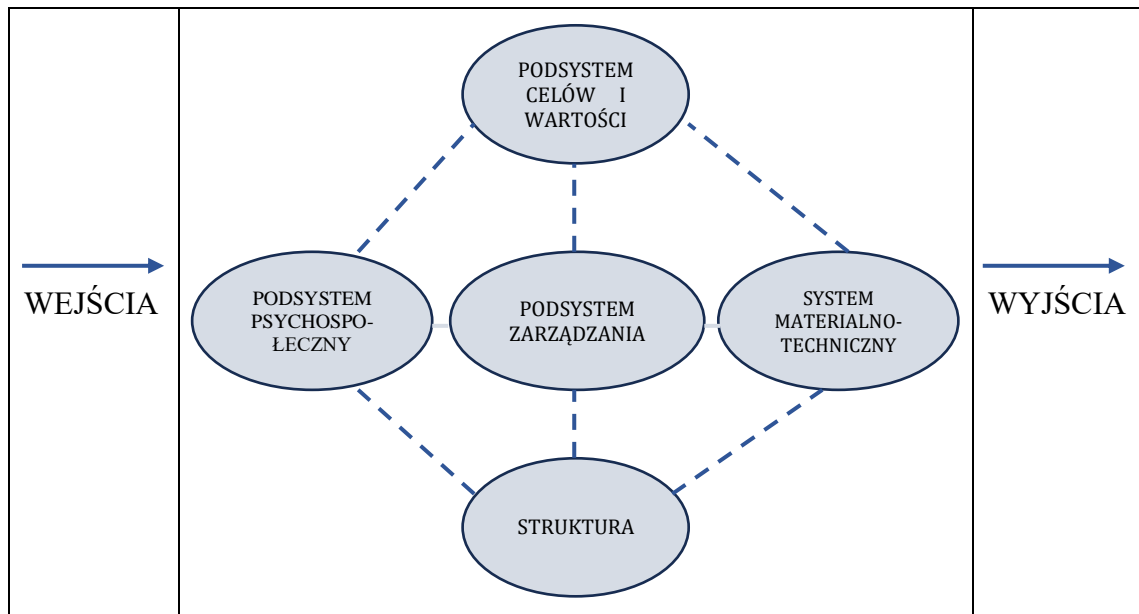 PODSYSTEM
CELÓW I
WARTOŚCI
WEJŚCIA
PODSYSTEM
PSYCHOSPO-
ŁECZNY
PODSYSTEM
ZARZĄDZANIA
SYSTEM
MATERIALNO-
TECHNICZNY
WYJŚCIA
STRUKTURA